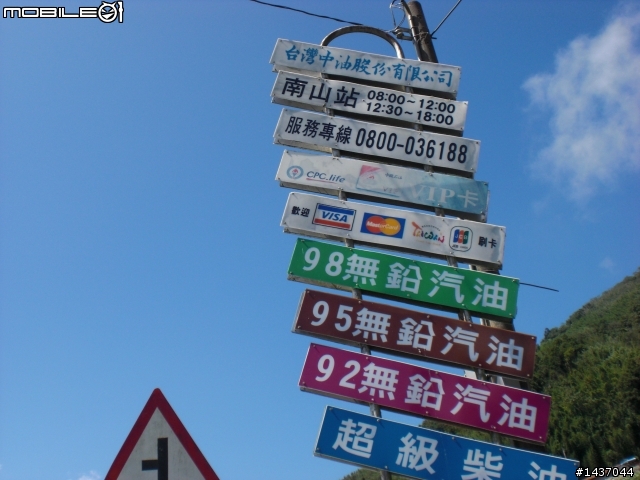 mobile01
台灣中油股份有限公司
南山站 08:00~12:00
12:30~18:00
服務專線 0800-036188
CPC.life VIP卡
歡迎 VISA MasterCard JCB 刷卡
98無鉛汽油
95無鉛汽油
92無鉛汽油
超級柴油
#1437044